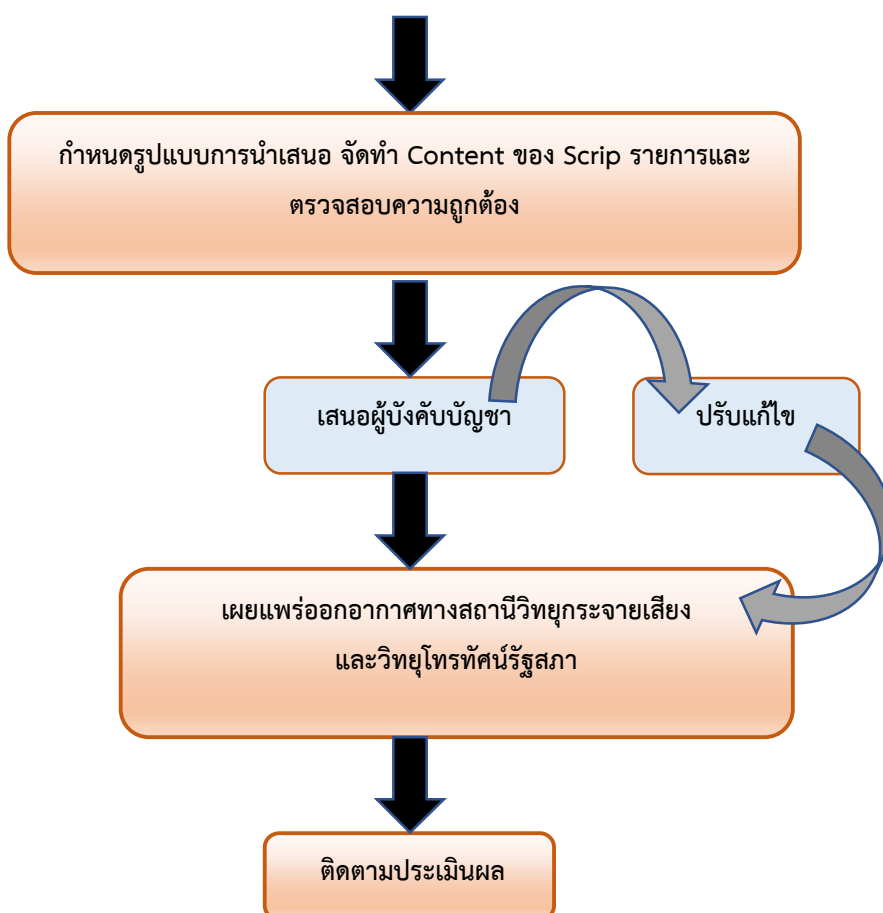 กำหนดรูปแบบการนำเสนอ จัดทำ Content ของ Scrip รายการและ
ตรวจสอบความถูกต้อง
เสนอผู้บังคับบัญชา
ปรับแก้ไข
เผยแพร่ออกอากาศทางสถานีวิทยุกระจายเสียง
และวิทยุโทรทัศน์รัฐสภา
ติดตามประเมินผล